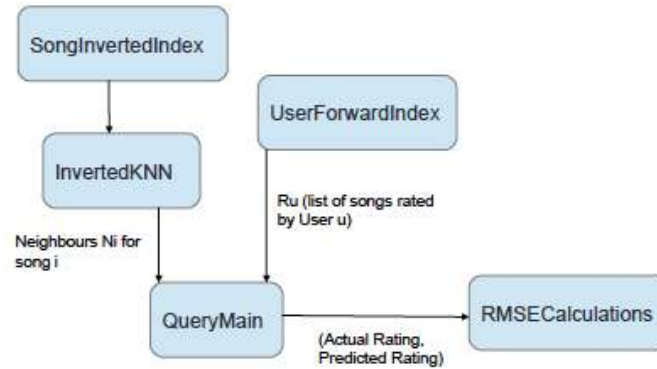 SongInvertedIndex
UserForwardIndex
InvertedKNN
Ru (list of songs rated
by User u)
Neighbours Ni for
song i
QueryMain
RMSECalculations
(Actual Rating,
Predicted Rating)